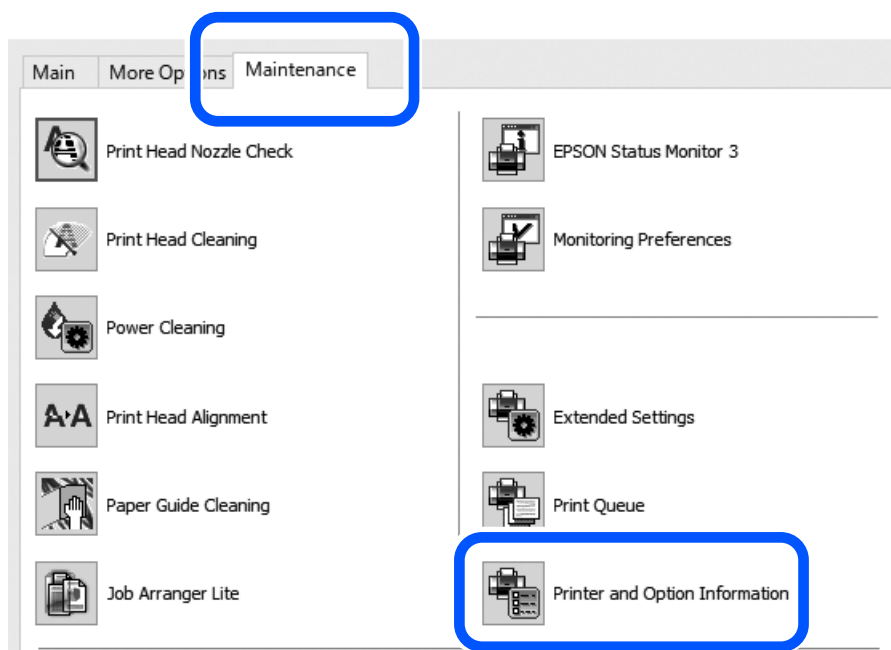 Main
More Options
Maintenance
Print Head Nozzle Check
Print Head Cleaning
Power Cleaning
A·A Print Head Alignment
Paper Guide Cleaning
Job Arranger Lite
EPSON Status Monitor 3
Monitoring Preferences
Extended Settings
Print Queue
Printer and Option Information